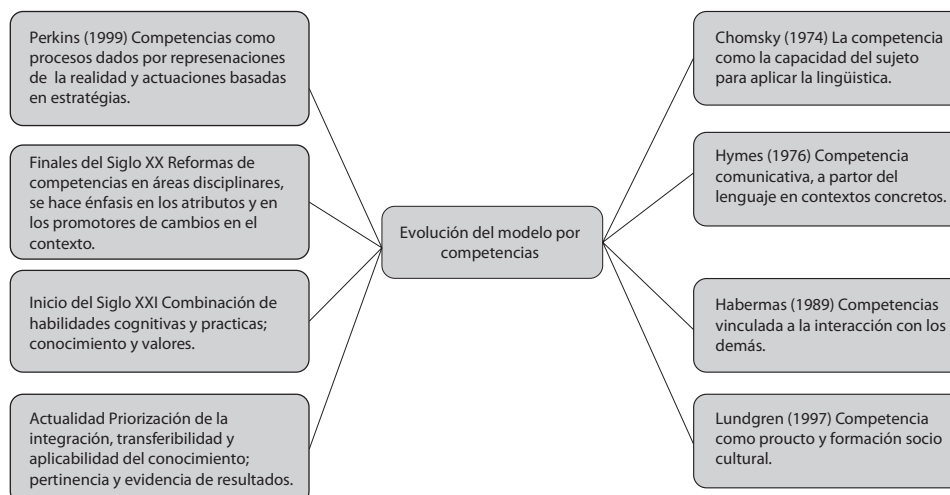 Perkins (1999) Competencias como
procesos dados por represenaciones
de la realidad y actuaciones basadas
en estratégias.
Finales del Siglo XX Reformas de
competencias en áreas disciplinares,
se hace énfasis en los atributos y en
los promotores de cambios en el
contexto.
Inicio del Siglo XXI Combinación de
habilidades cognitivas y practicas;
conocimiento y valores.
Actualidad Priorización de la
integración, transferibilidad y
aplicabilidad del conocimiento;
pertinencia y evidencia de resultados.
Evolución del modelo por
competencias
Chomsky (1974) La competencia
como la capacidad del sujeto
para aplicar la lingüistica.
Hymes (1976) Competencia
comunicativa, a partor del
lenguaje en contextos concretos.
Habermas (1989) Competencias
vinculada a la interacción con los
demás.
Lundgren (1997) Competencia
como proucto y formación socio
cultural.